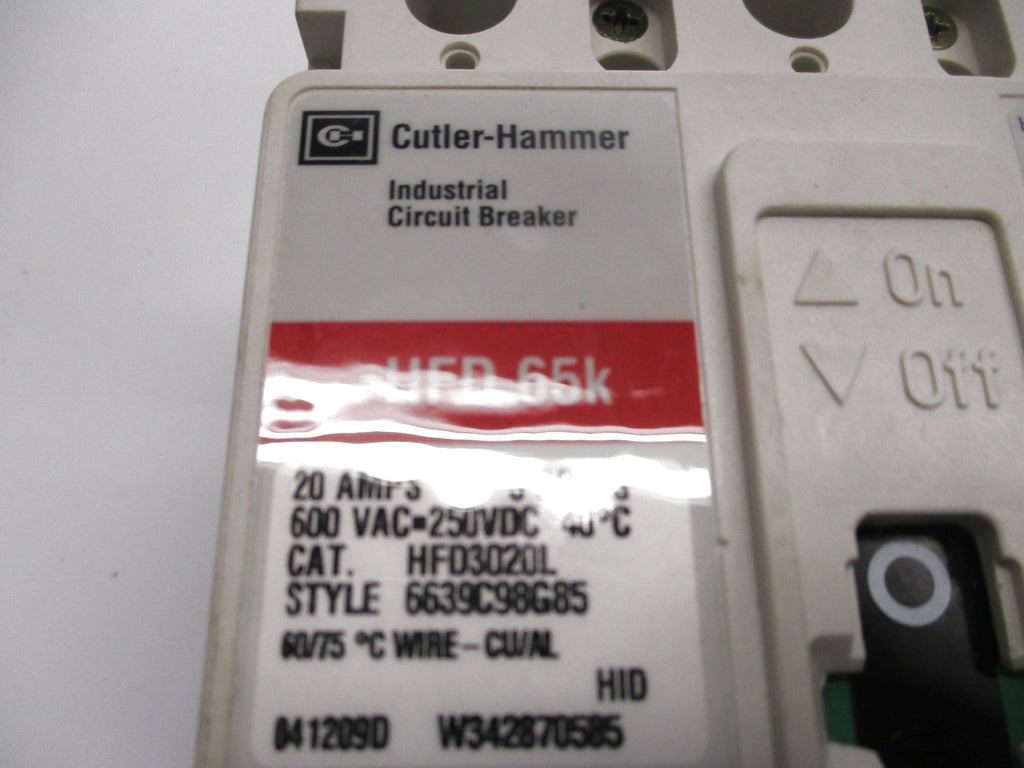 Cutler-Hammer
Industrial
Circuit Breaker
HFD 65k
20 AMPS
600 VAC=250VDC 40°C
CAT. HFD3020L
STYLE 6639C98G85
60/75 °C WIRE-CU/AL
HID
041209D W342870585
On
Off